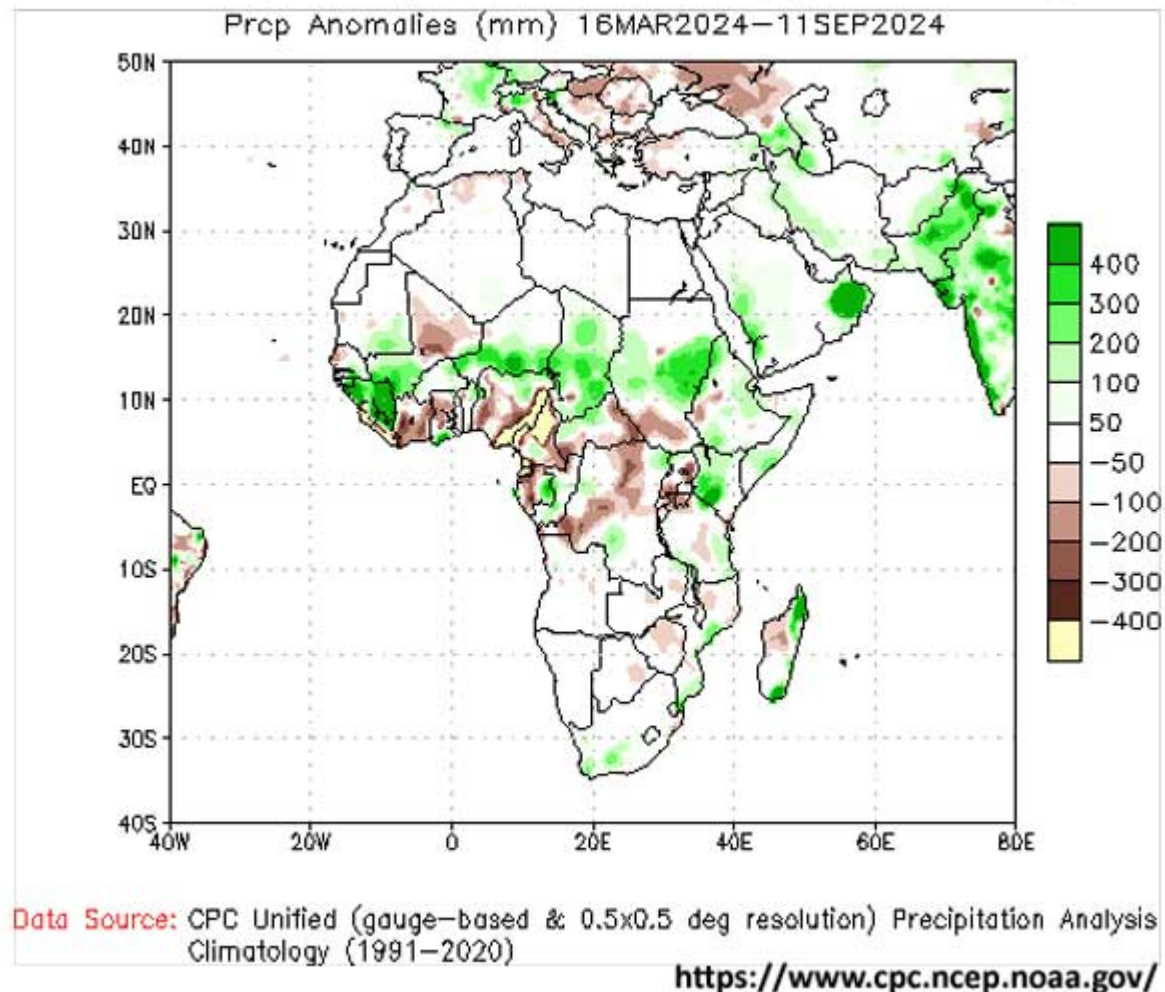 Prcp Anomalies (mm) 16MAR2024–11SEP2024
50N
40N
30N
20N
10N
EQ
10S
20S
30S
40S
40W
20W
0
20E
40E
60E
80E
400
300
200
100
50
−50
−100
−200
−300
−400
Data Source: CPC Unified (gauge–based & 0.5x0.5 deg resolution) Precipitation Analysis
Climatology (1991–2020)
https://www.cpc.ncep.noaa.gov/